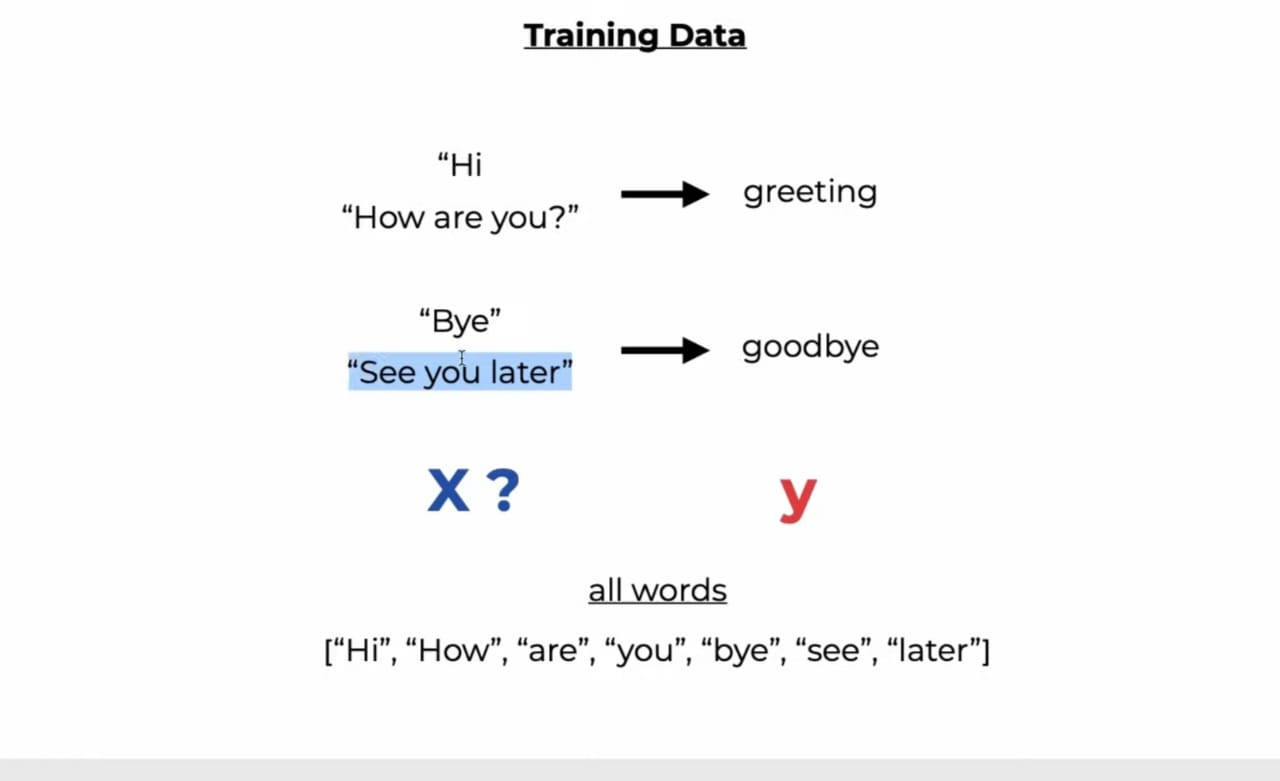 Training Data
“Hi
“How are you?”
greeting
“Bye”
“See you later”
goodbye
X ?
y
all words
[“Hi”, “How”, “are”, “you”, “bye”, “see”, “later”]